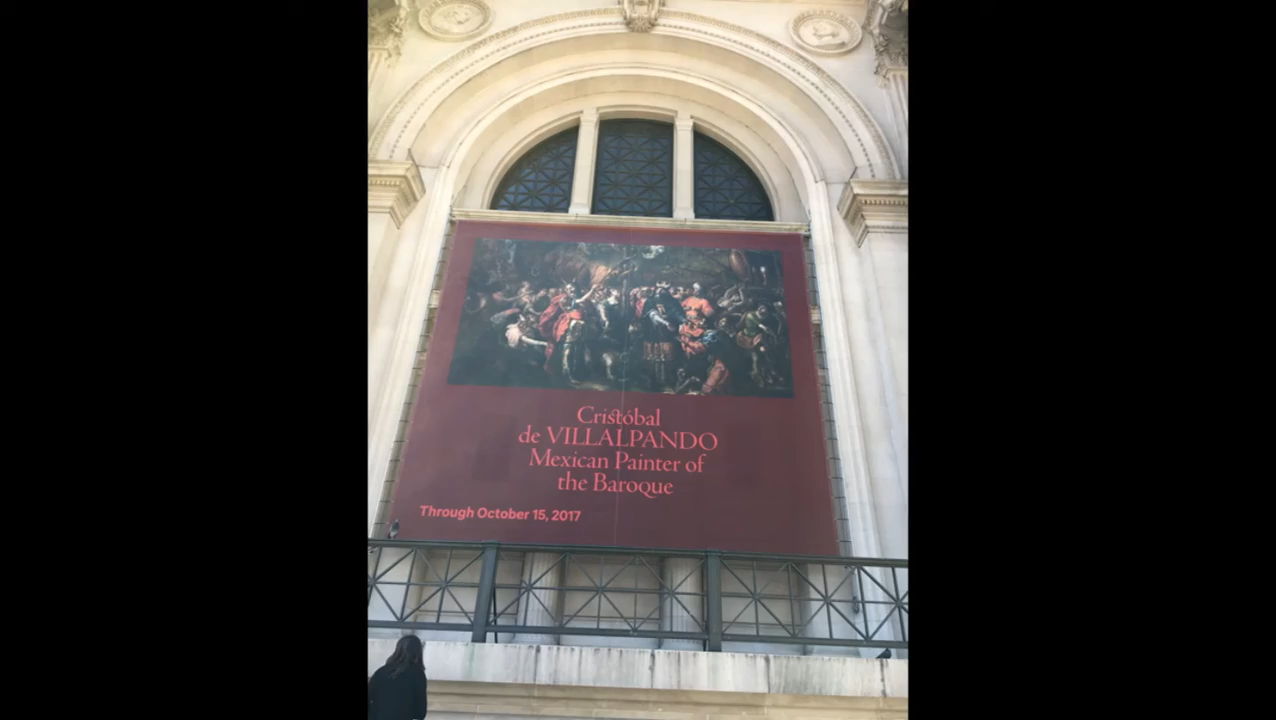 Cristóbal
de VILLALPANDO
Mexican Painter of
the Baroque
Through October 15, 2017